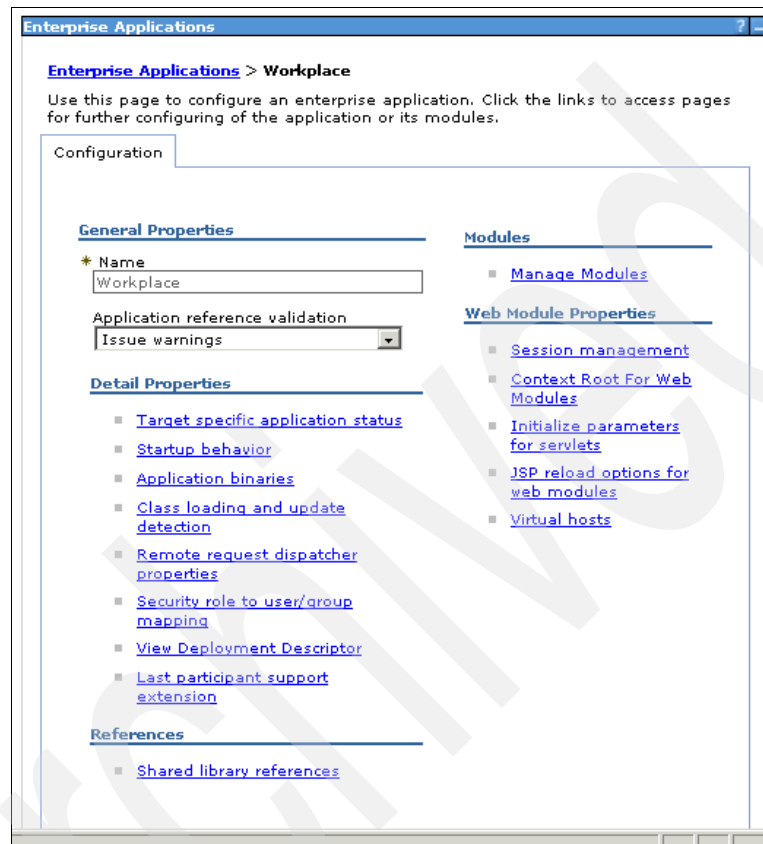 Enterprise Applications ?
Enterprise Applications > Workplace
Use this page to configure an enterprise application. Click the links to access pages
for further configuring of the application or its modules.
Configuration
General Properties
* Name
Workplace
Application reference validation
Issue warnings
Detail Properties
Target specific application status
Startup behavior
Application binaries
Class loading and update
detection
Remote request dispatcher
properties
Security role to user/group
mapping
View Deployment Descriptor
Last participant support
extension
References
Shared library references
Modules
Manage Modules
Web Module Properties
Session management
Context Root For Web
Modules
Initialize parameters
for servlets
JSP reload options for
web modules
Virtual hosts
rchived